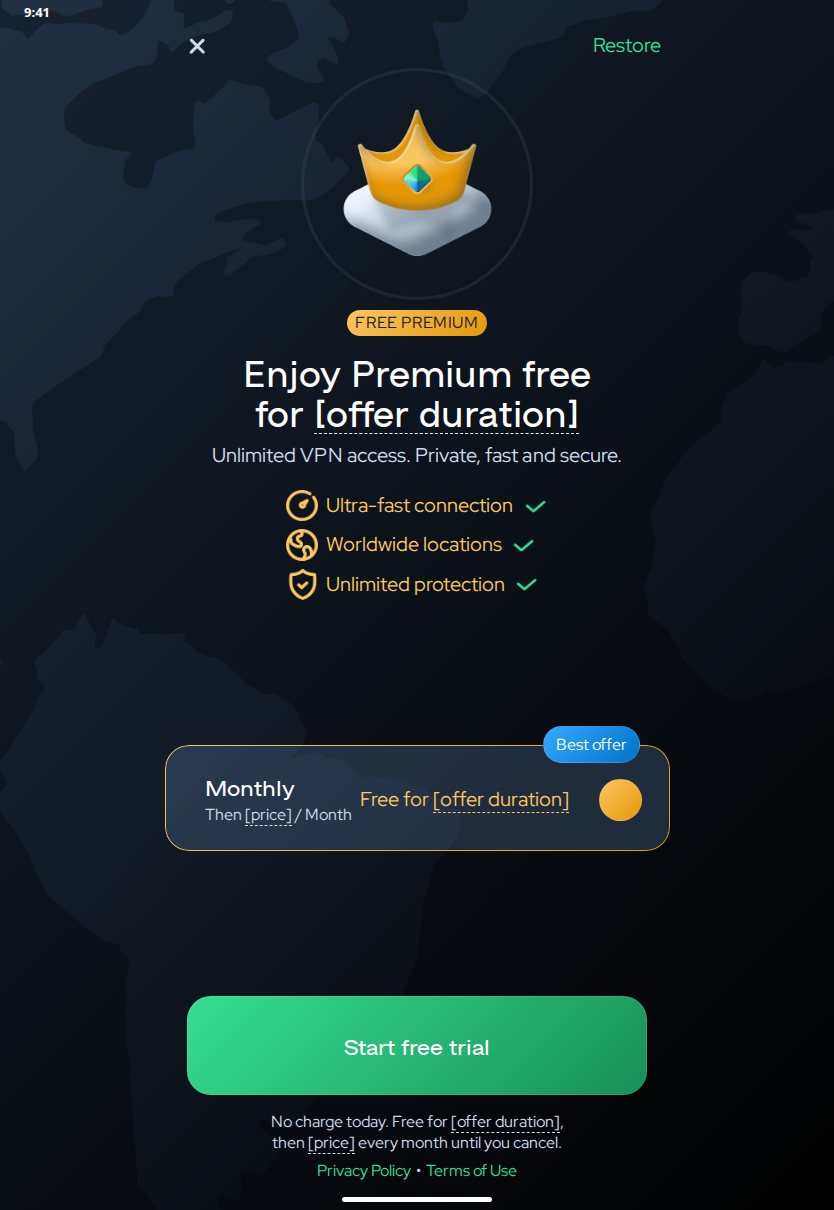 9:41
Restore
FREE PREMIUM
Enjoy Premium free
for [offer duration]
Unlimited VPN access. Private, fast and secure.
Ultra-fast connection
Worldwide locations
Unlimited protection
Best offer
Monthly
Then [price] / Month
Free for [offer duration]
Start free trial
No charge today. Free for [offer duration],
then [price] every month until you cancel.
Privacy Policy • Terms of Use